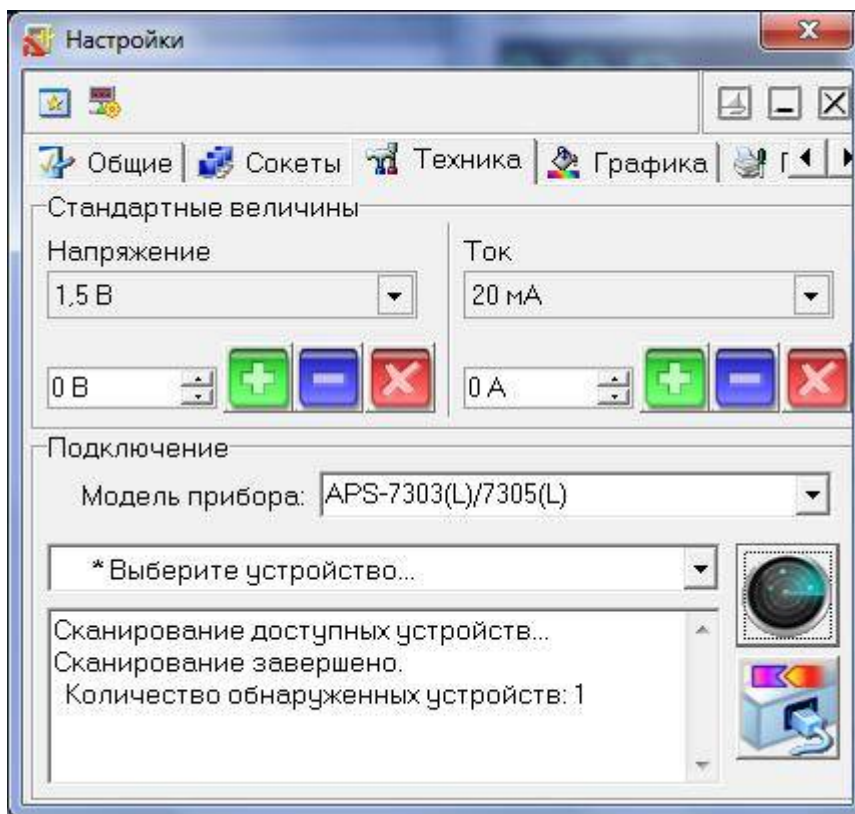 Настройки
Общие Сокеты Техника Графика
Стандартные величины
Напряжение Ток
1,5 В 20 мА
0 В 0 А
Подключение
Модель прибора: APS-7303(L)/7305(L)
* Выберите устройство...
Сканирование доступных устройств...
Сканирование завершено.
Количество обнаруженных устройств: 1